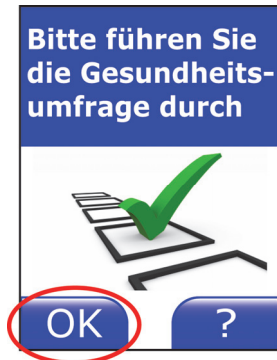 Bitte führen Sie
die Gesundheits-
umfrage durch
OK
?